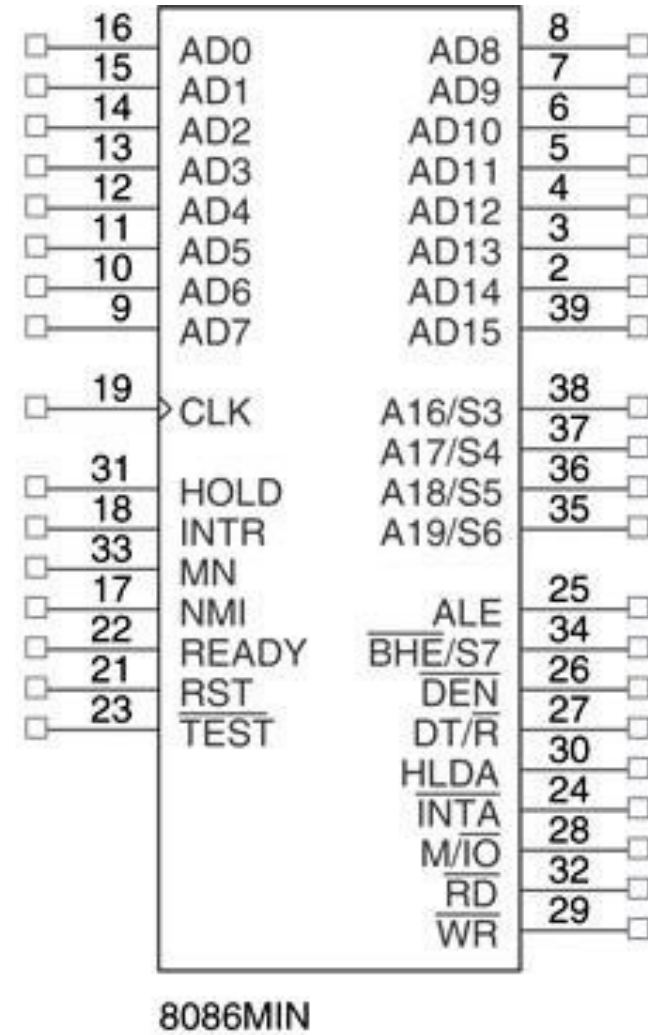 16 AD0 AD8 8
15 AD1 AD9 7
14 AD2 AD10 6
13 AD3 AD11 5
12 AD4 AD12 4
11 AD5 AD13 3
10 AD6 AD14 2
9 AD7 AD15 39
19 CLK A16/S3 38
A17/S4 37
31 HOLD A18/S5 36
18 INTR A19/S6 35
33 MN
17 NMI ALE 25
22 READY BHE/S7 34
21 RST DEN 26
23 TEST DT/R 27
HLDA 30
INTA 24
M/IO 28
RD 32
WR 29
8086MIN